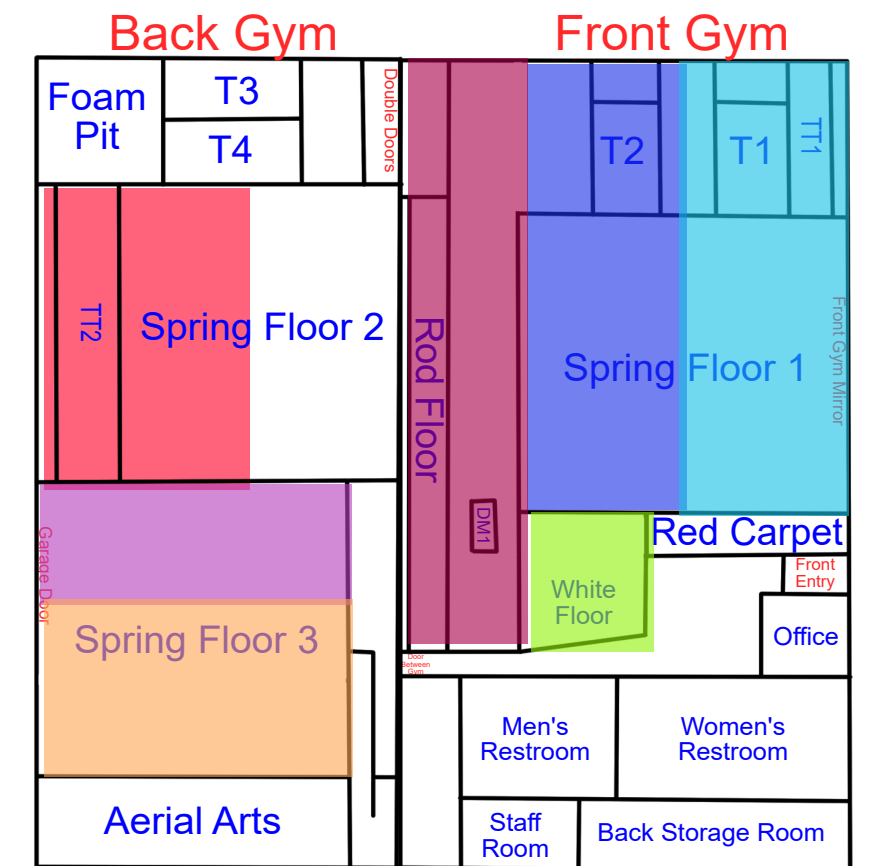 Back Gym
Front Gym
Foam
Pit
T3
T4
Double Doors
T2
T1
TT1
TT2
Spring Floor 2
Rod Floor
Spring Floor 1
Front Gym Mirror
DM1
Red Carpet
Garage Door
White
Floor
Front
Entry
Spring Floor 3
Office
Door
Between
Gym
Men's
Restroom
Women's
Restroom
Aerial Arts
Staff
Room
Back Storage Room